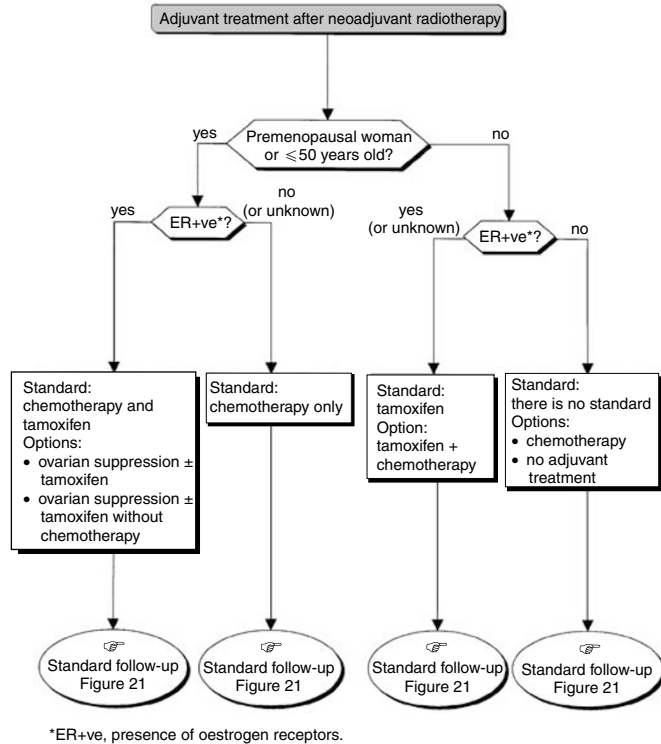 Adjuvant treatment after neoadjuvant radiotherapy
Premenopausal woman
or ⩽50 years old?
yes
no
ER+ve*?
yes
no
(or unknown)
ER+ve*?
yes
(or unknown)
no
Standard:
chemotherapy and
tamoxifen
Options:
• ovarian suppression ±
tamoxifen
• ovarian suppression ±
tamoxifen without
chemotherapy
Standard:
chemotherapy only
Standard:
tamoxifen
Option:
tamoxifen +
chemotherapy
Standard:
there is no standard
Options:
• chemotherapy
• no adjuvant
treatment
☞
Standard follow-up
Figure 21
☞
Standard follow-up
Figure 21
☞
Standard follow-up
Figure 21
☞
Standard follow-up
Figure 21
*ER+ve, presence of oestrogen receptors.